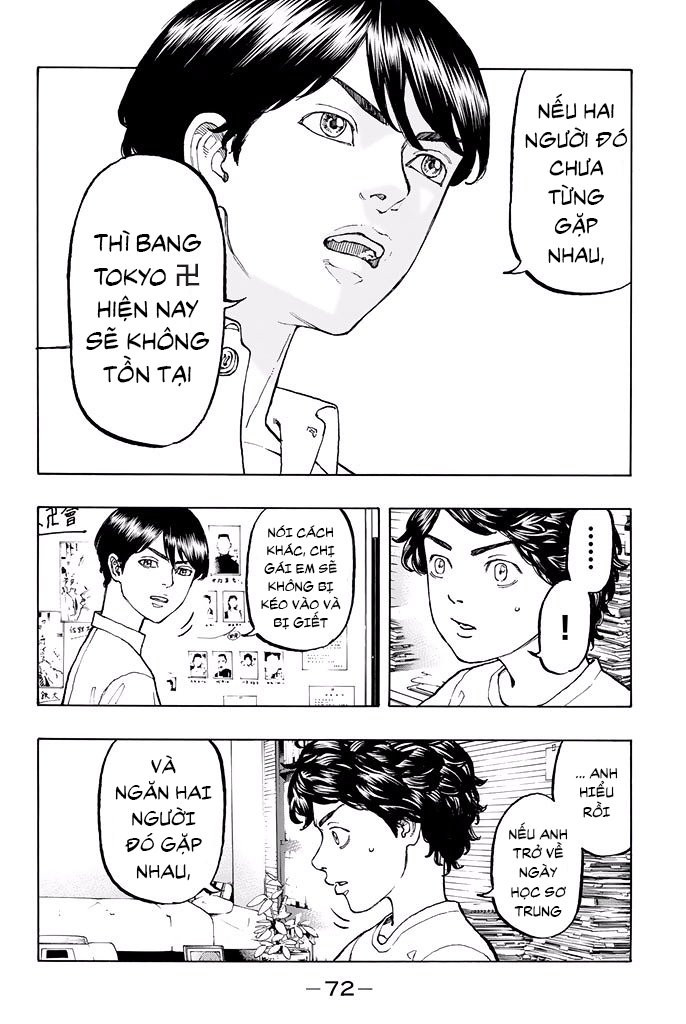 NẾU HAI
NGƯỜI ĐÓ
CHƯA
TỪNG
GẶP
NHAU,
THÌ BANG
TOKYO 卍
HIỆN NAY
SẼ KHÔNG
TỒN TẠI
......
!
NÓI CÁCH
KHÁC, CHỊ
GÁI EM SẼ
KHÔNG BỊ
KÉO VÀO VÀ
BỊ GIẾT
卍會
... ANH
HIỂU
RỒI
NẾU ANH
TRỞ VỀ
NGÀY
HỌC SƠ
TRUNG
VÀ
NGĂN HAI
NGƯỜI
ĐÓ GẶP
NHAU,
—72—